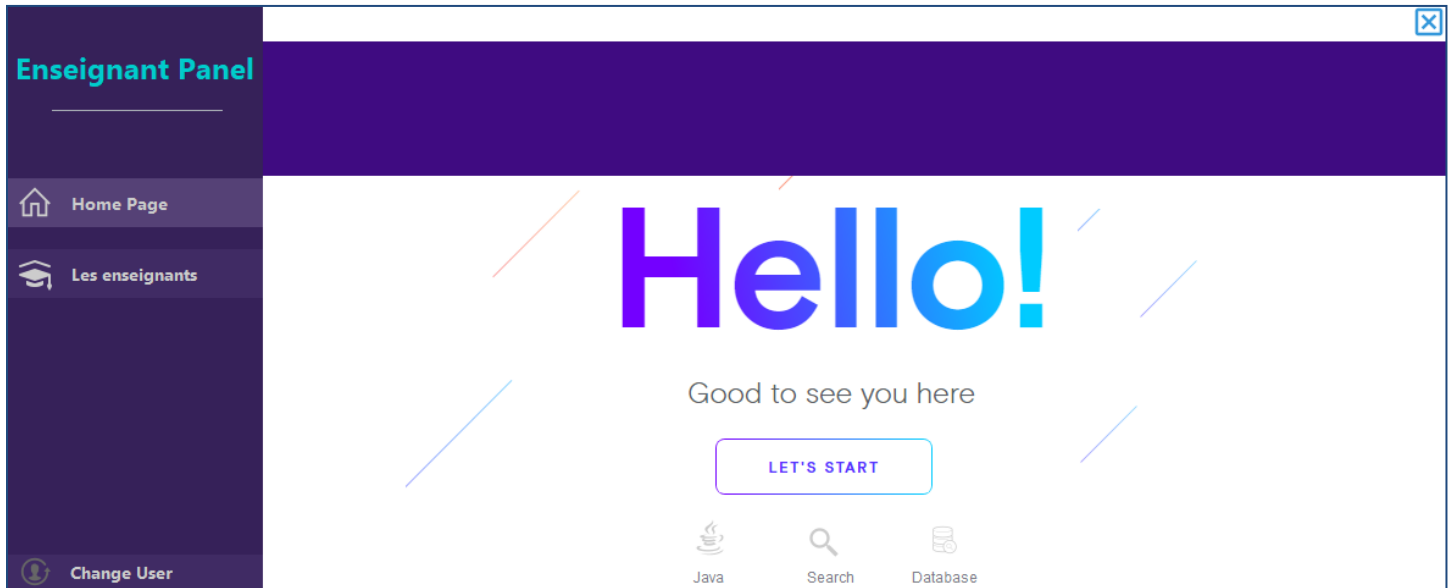 Enseignant Panel
Home Page
Les enseignants
Change User
Hello!
Good to see you here
LET'S START
Java
Search
Database